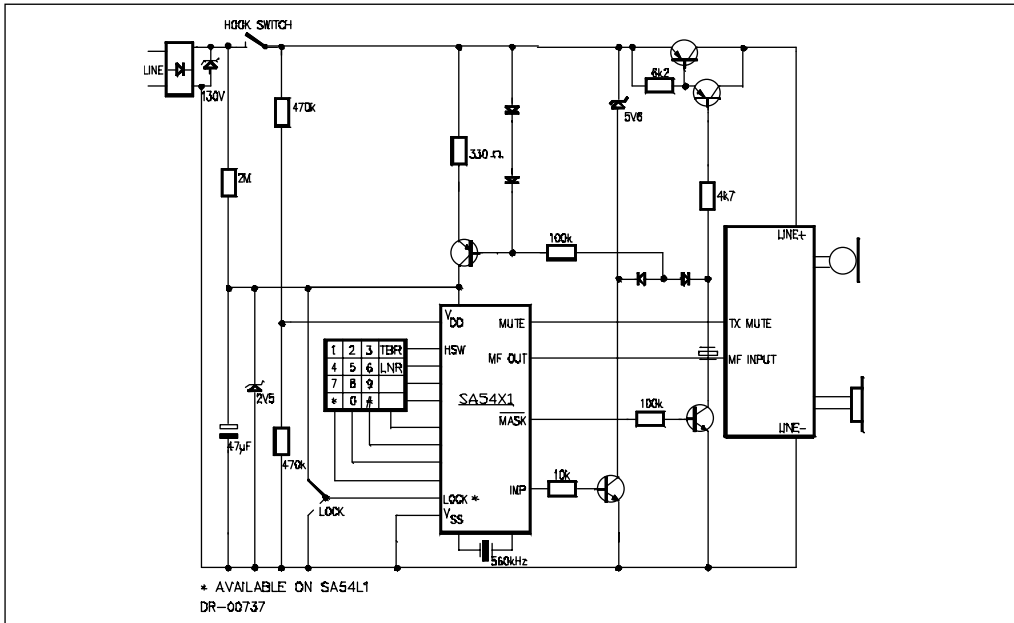 HOOK SWITCH
LINE
130V
470k
2M
330 Ω
5V6
6k2
4k7
100k
LINE+
VDD
MUTE
TX MUTE
1 2 3 TBR
4 5 6 LNR
7 8 9
* 0 #
HSW
MF OUT
MF INPUT
SA54X1
2V5
MASK
100k
LINE-
47µF
470k
10k
INP
LOCK *
LOCK
VSS
560kHz
* AVAILABLE ON SA54L1
DR-00737